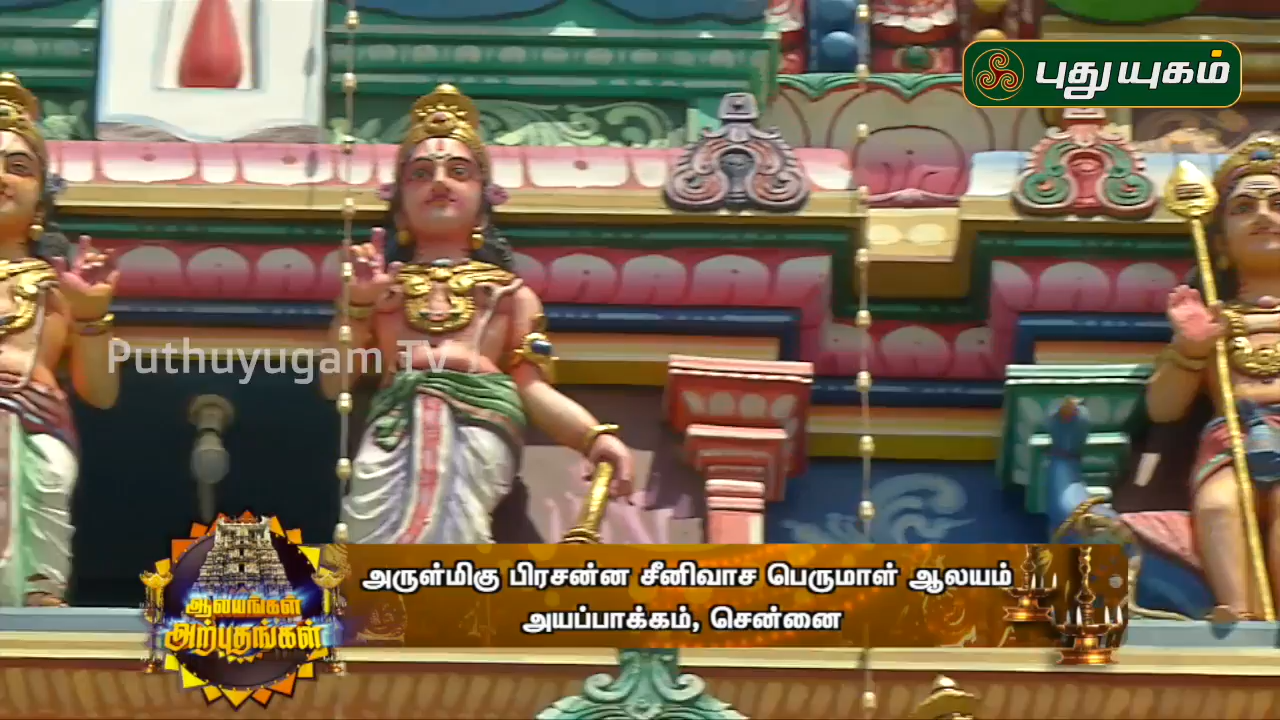 புதுயுகம்
Puthuyugam TV
அருள்மிகு பிரசன்ன சீனிவாச பெருமாள் ஆலயம்
அயப்பாக்கம், சென்னை
ஆலயங்கள்
அற்புதங்கள்